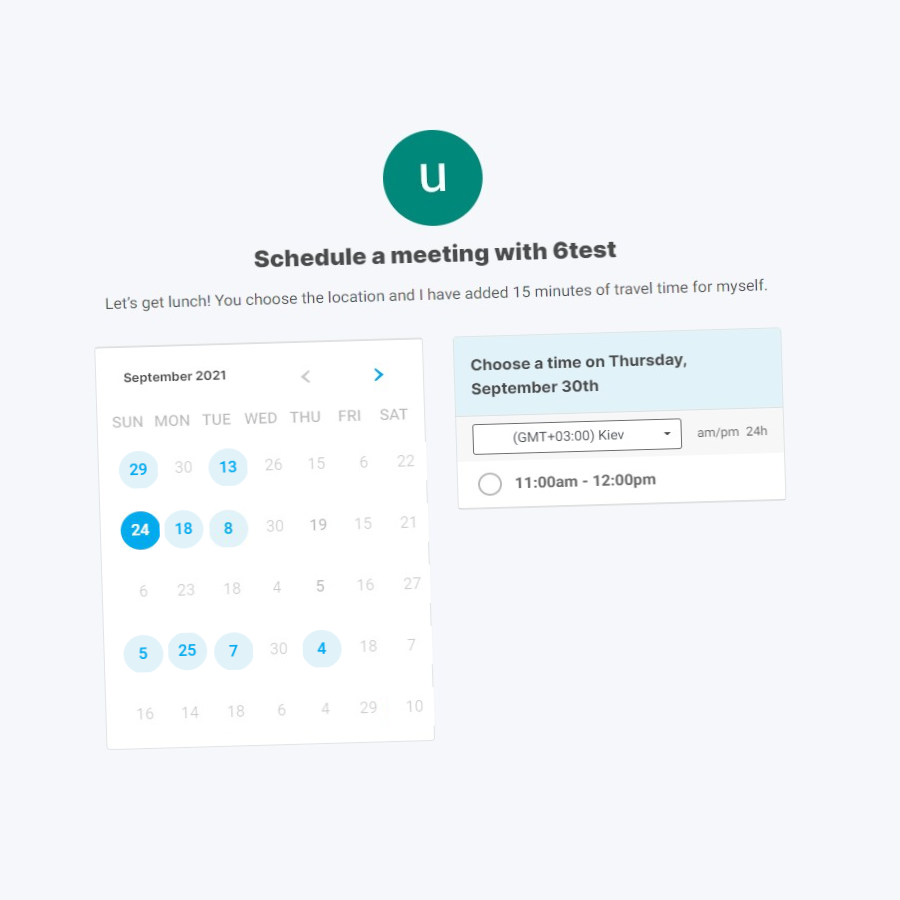 u
Schedule a meeting with 6test
Let's get lunch! You choose the location and I have added 15 minutes of travel time for myself.
September 2021
SUN MON TUE WED THU FRI SAT
29 30 13 26 15 6 22
24 18 8 30 19 15 21
6 23 18 4 5 16 27
5 25 7 30 4 18 7
16 14 18 6 4 29 10
Choose a time on Thursday,
September 30th
(GMT+03:00) Kiev am/pm 24h
11:00am - 12:00pm